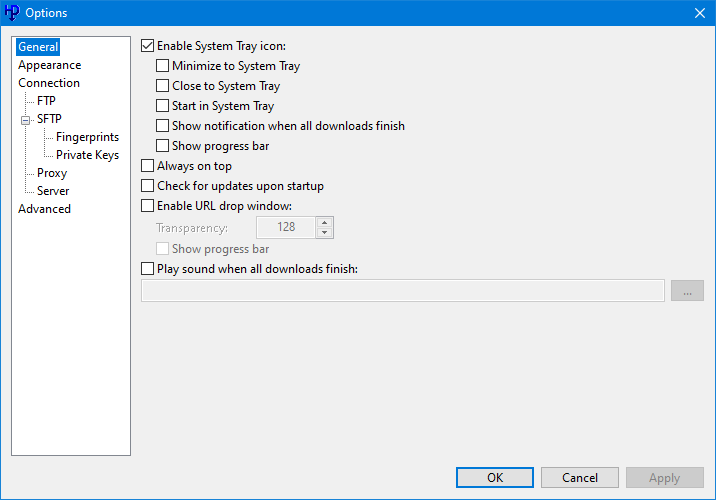 HD Options
General
Appearance
Connection
FTP
SFTP
Fingerprints
Private Keys
Proxy
Server
Advanced
Enable System Tray icon:
Minimize to System Tray
Close to System Tray
Start in System Tray
Show notification when all downloads finish
Show progress bar
Always on top
Check for updates upon startup
Enable URL drop window:
Transparency: 128
Show progress bar
Play sound when all downloads finish:
...
OK Cancel Apply